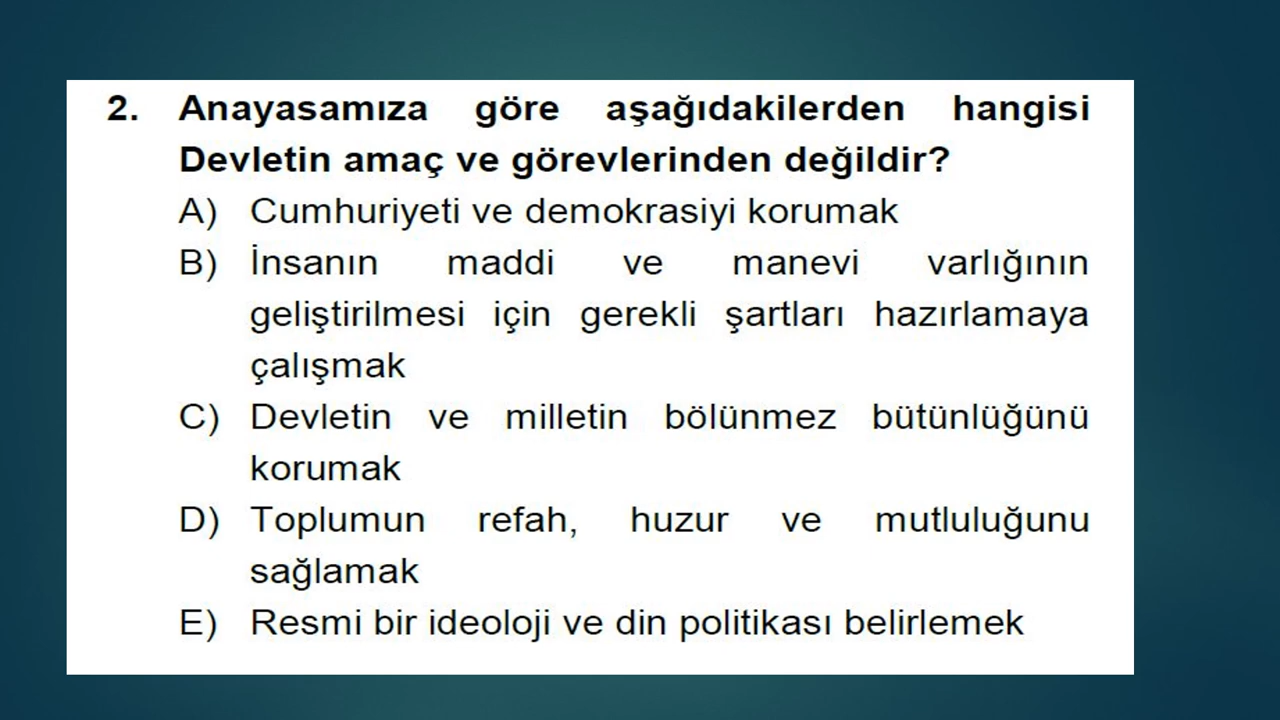 2. Anayasamıza göre aşağıdakilerden hangisi
Devletin amaç ve görevlerinden değildir?
A) Cumhuriyeti ve demokrasiyi korumak
B) İnsanın maddi ve manevi varlığının
geliştirilmesi için gerekli şartları hazırlamaya
çalışmak
C) Devletin ve milletin bölünmez bütünlüğünü
korumak
D) Toplumun refah, huzur ve mutluluğunu
sağlamak
E) Resmi bir ideoloji ve din politikası belirlemek